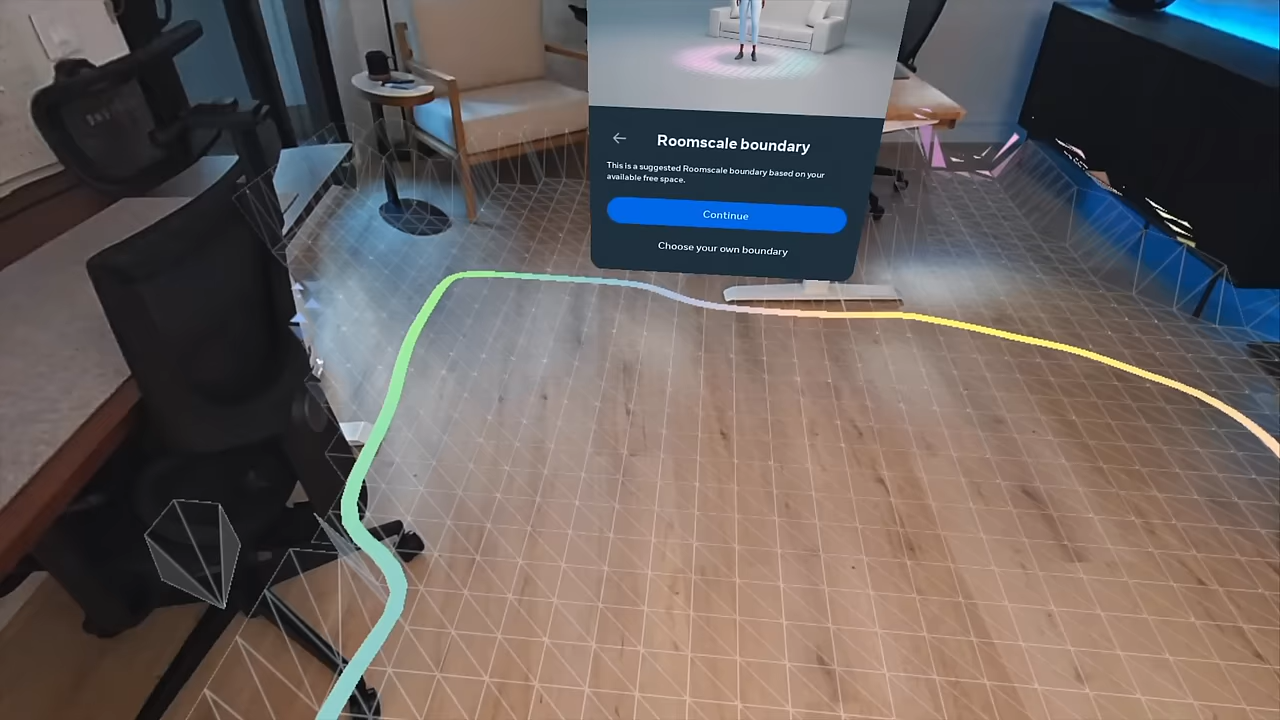 Roomscale boundary
This is a suggested Roomscale boundary based on your
available free space.
Continue
Choose your own boundary